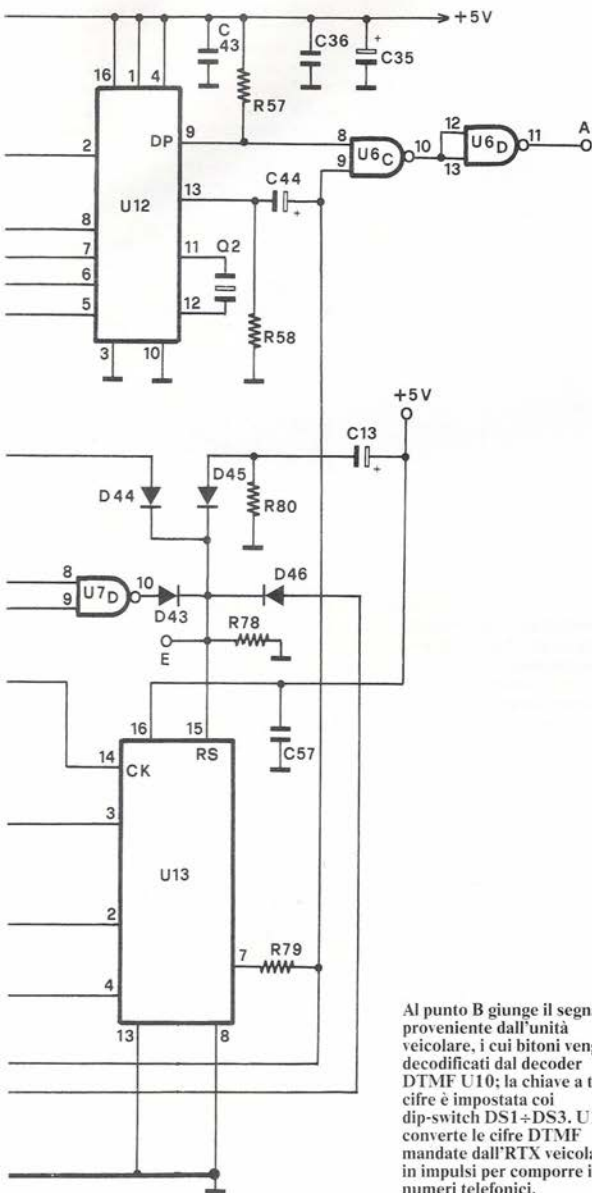 +5V
C
43
C36
+
C35
16
1
4
R57
2
DP
9
8
U6C
10
12
U6D
11
A
9
13
C44
+
13
U12
8
7
6
5
11
Q2
12
R58
3
10
+5V
C13
+
D44
D45
R80
8
9
U7D
10
D43
D46
E
R78
16
15
C57
14
CK
RS
3
U13
2
7
R79
4
13
8
Al punto B giunge il
proveniente dall'unità
veicolare, i cui bitoni
decodificati dal decoder
DTMF U10; la chiave a
cifre è impostata coi
dip-switch DS1÷DS3.
converte le cifre DTMF
mandate dall'RTX
in impulsi per comporre
numeri telefonici.